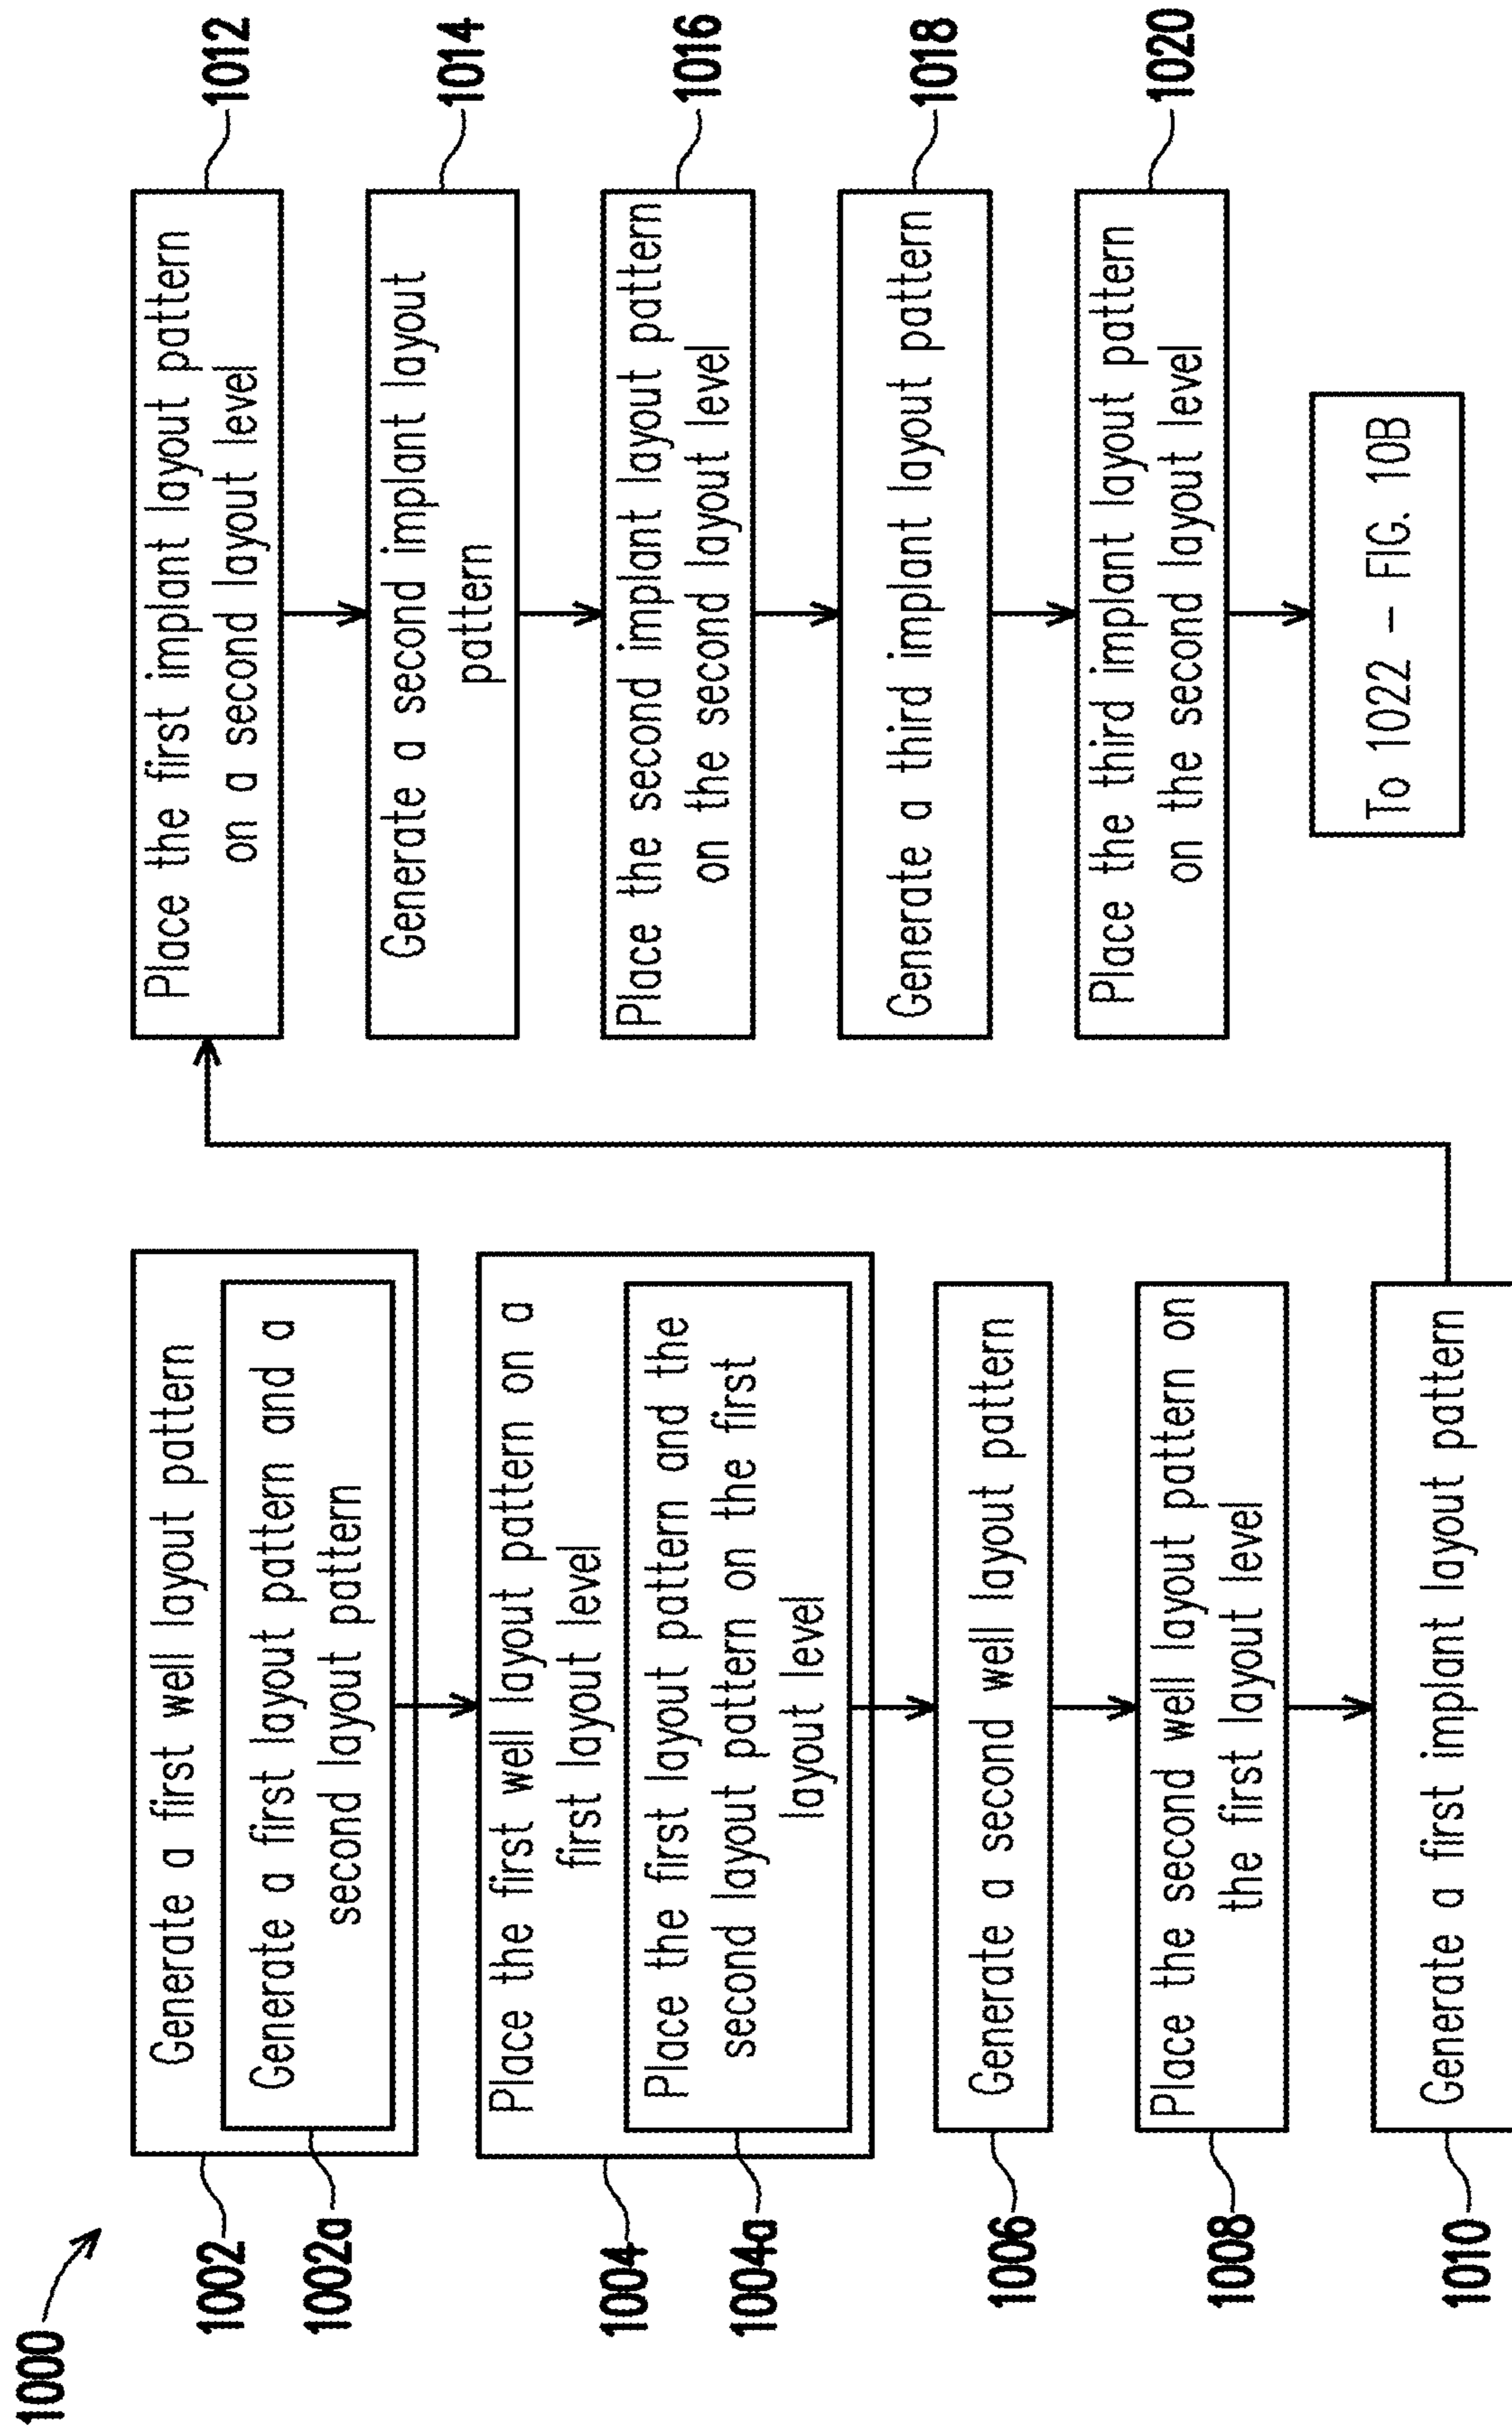 1000
1002
Generate a first well layout pattern
1002a
Generate a first layout pattern and a
second layout pattern
1004
Place the first well layout pattern on a
first layout level
1004a
Place the first layout pattern and the
second layout pattern on the first
layout level
1006
Generate a second well layout pattern
1008
Place the second well layout pattern on
the first layout level
1010
Generate a first implant layout pattern
Place the first implant layout pattern
on a second layout level
1012
Generate a second implant layout
pattern
1014
Place the second implant layout pattern
on the second layout level
1016
Generate a third implant layout pattern
1018
Place the third implant layout pattern
on the second layout level
1020
To 1022 – FIG. 10B